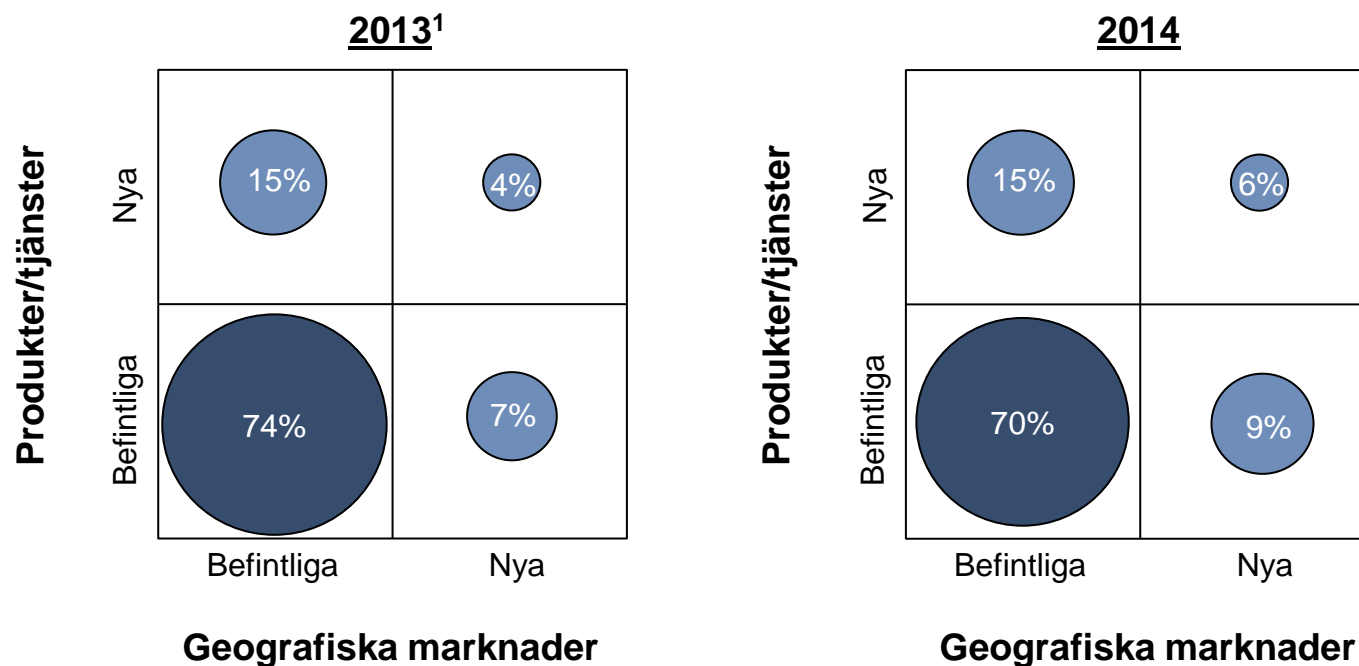 2013¹
Produkter/tjänster
Nya
Befintliga
15%
4%
74%
7%
Befintliga
Nya
Geografiska marknader
2014
Produkter/tjänster
Nya
Befintliga
15%
6%
70%
9%
Befintliga
Nya
Geografiska marknader